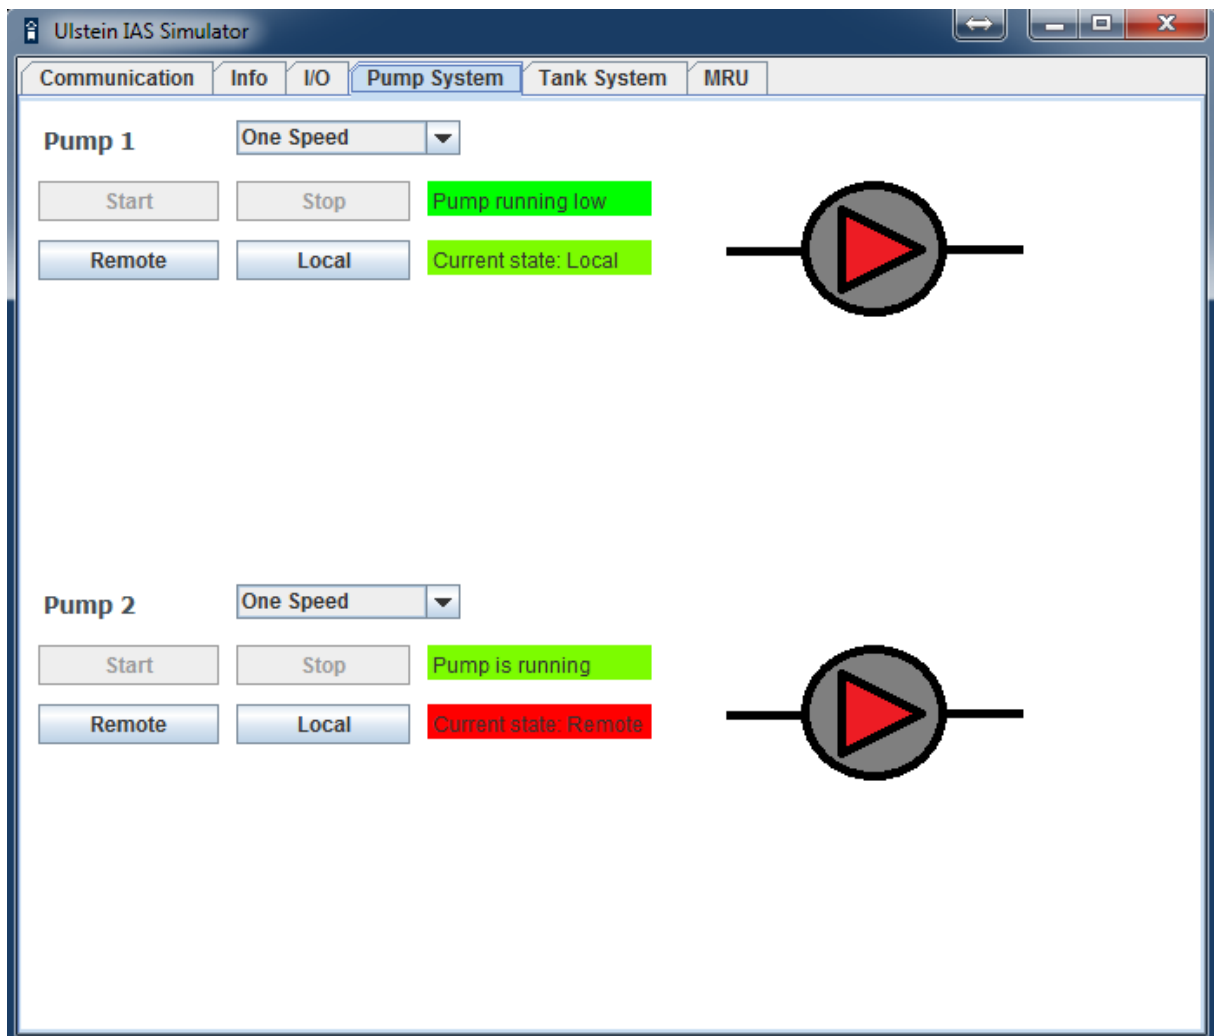 Ulstein IAS Simulator
Communication Info I/O Pump System Tank System MRU
Pump 1 One Speed
Start Stop Pump running low
Remote Local Current state: Local
Pump 2 One Speed
Start Stop Pump is running
Remote Local Current state: Remote